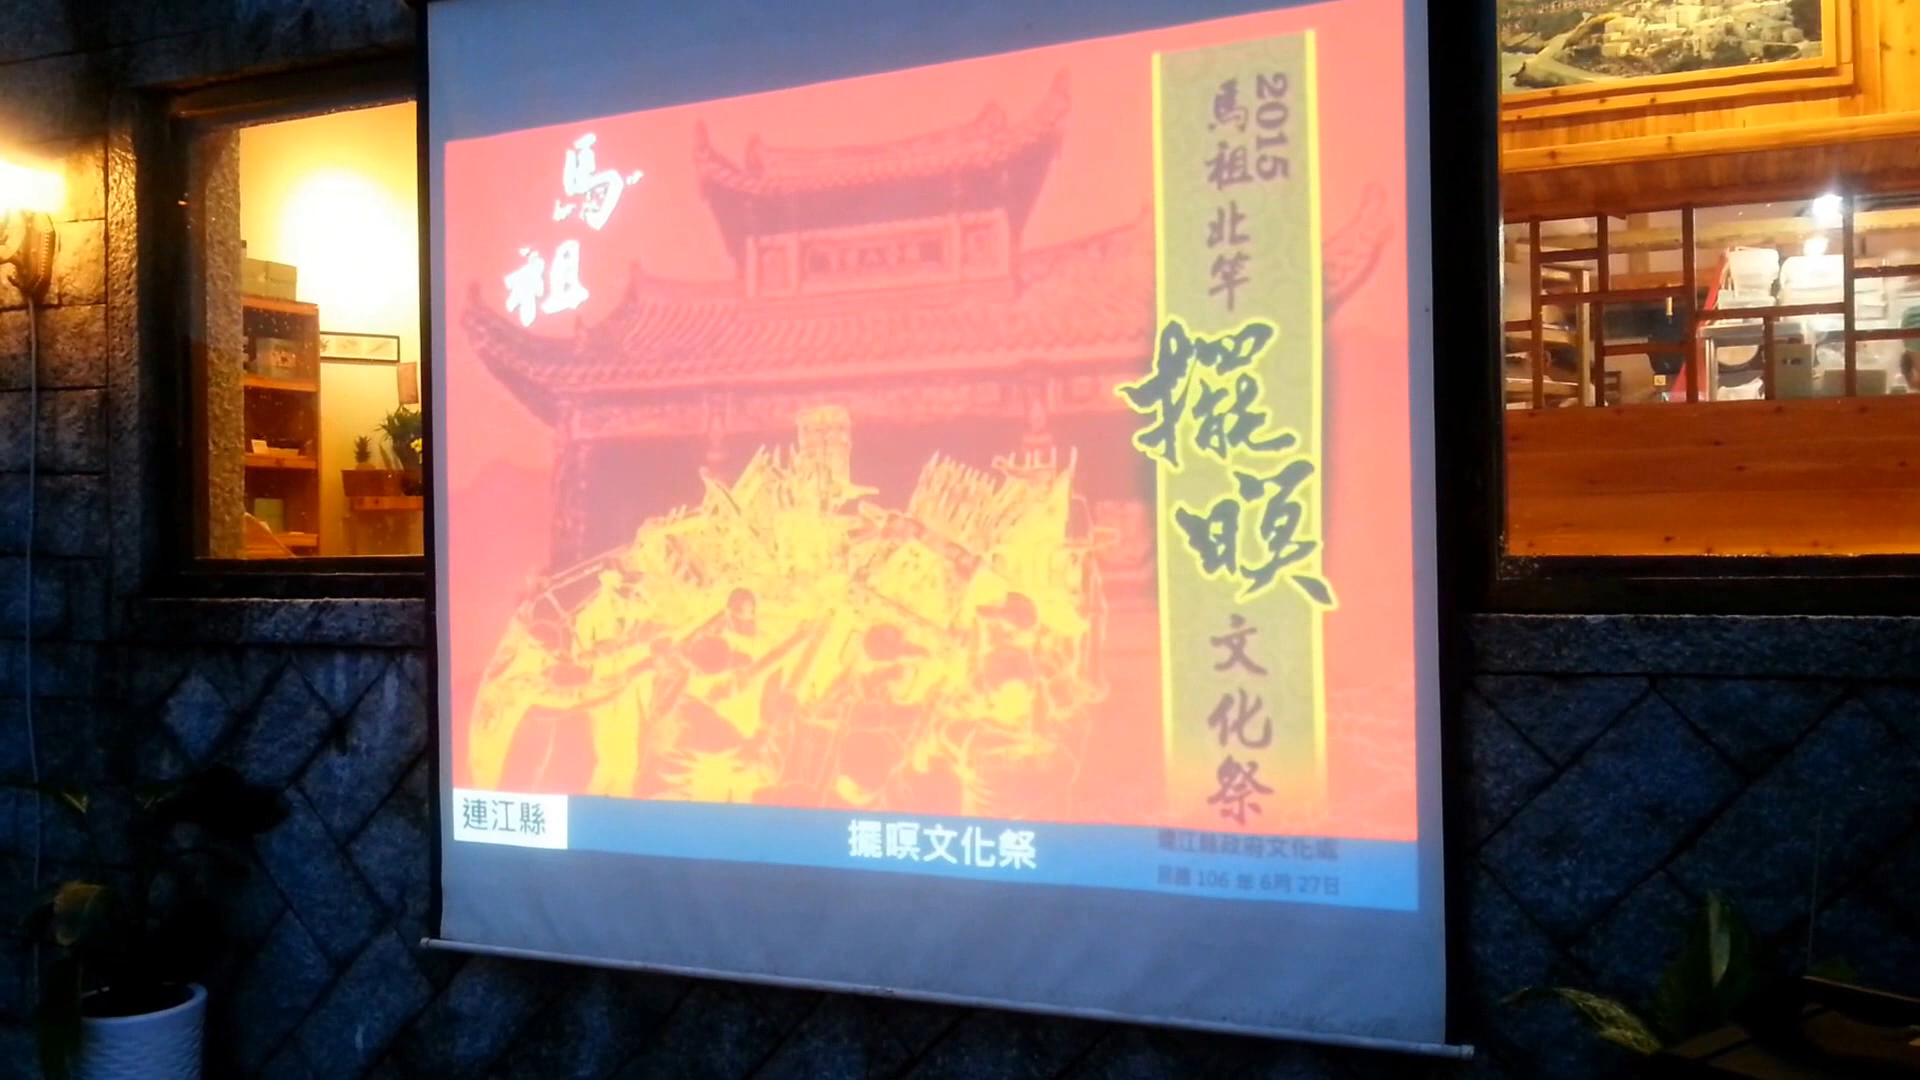 馬祖
2015
馬祖北竿
擺暝
文化祭
連江縣
擺暝文化祭
連江縣政府文化處
民國 106 年 6月 27日